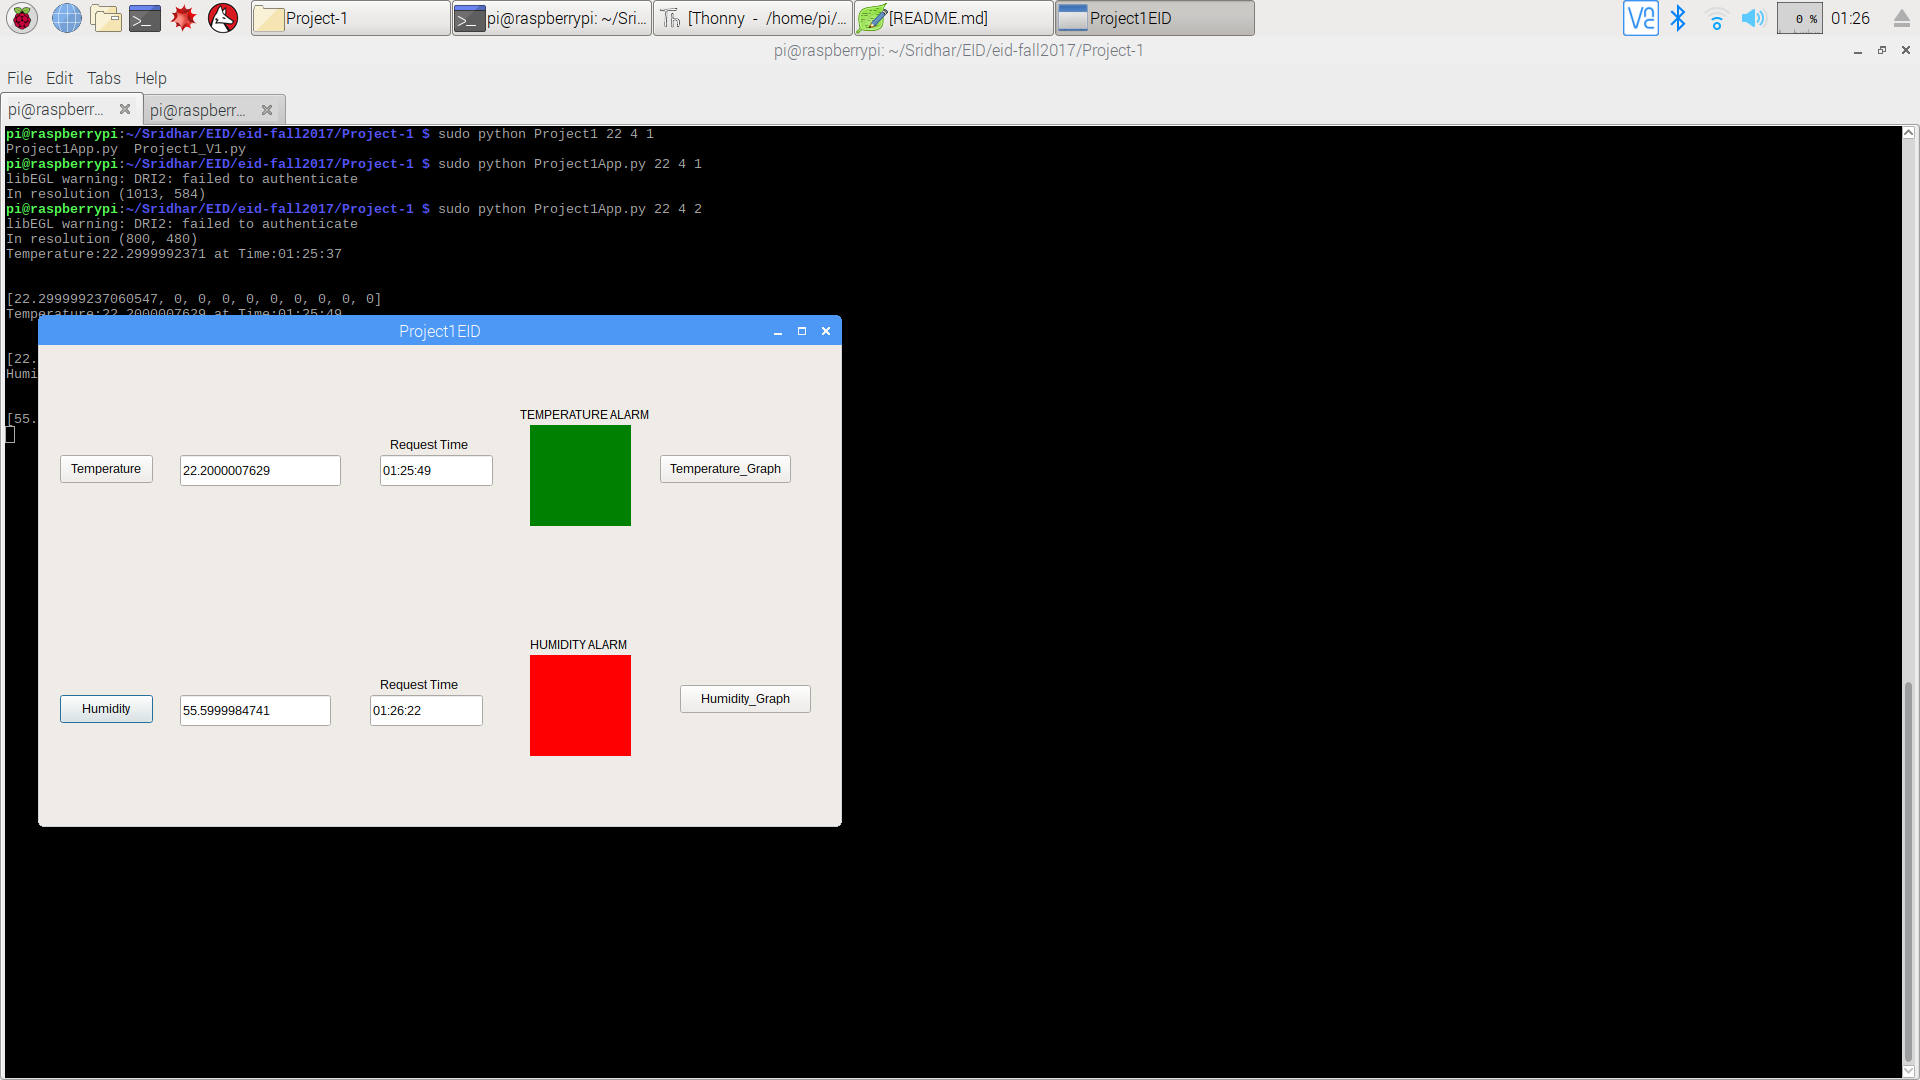 Project-1
pi@raspberrypi: ~/Sri...
[Thonny - /home/pi/...
[README.md]
Project1EID
0 %
01:26
pi@raspberrypi: ~/Sridhar/EID/eid-fall2017/Project-1
File Edit Tabs Help
pi@raspberr...
pi@raspberr...
pi@raspberrypi:~/Sridhar/EID/eid-fall2017/Project-1 $ sudo python Project1 22 4 1
Project1App.py  Project1_V1.py
pi@raspberrypi:~/Sridhar/EID/eid-fall2017/Project-1 $ sudo python Project1App.py 22 4 1
libEGL warning: DRI2: failed to authenticate
In resolution (1013, 584)
pi@raspberrypi:~/Sridhar/EID/eid-fall2017/Project-1 $ sudo python Project1App.py 22 4 2
libEGL warning: DRI2: failed to authenticate
In resolution (800, 480)
Temperature:22.2999992371 at Time:01:25:37
[22.299999237060547, 0, 0, 0, 0, 0, 0, 0, 0, 0]
Temperature:22.2000007629 at Time:01:25:49
[22.
Humi
[55.
Project1EID
TEMPERATURE ALARM
Request Time
Temperature
22.2000007629
01:25:49
Temperature_Graph
HUMIDITY ALARM
Request Time
Humidity
55.5999984741
01:26:22
Humidity_Graph